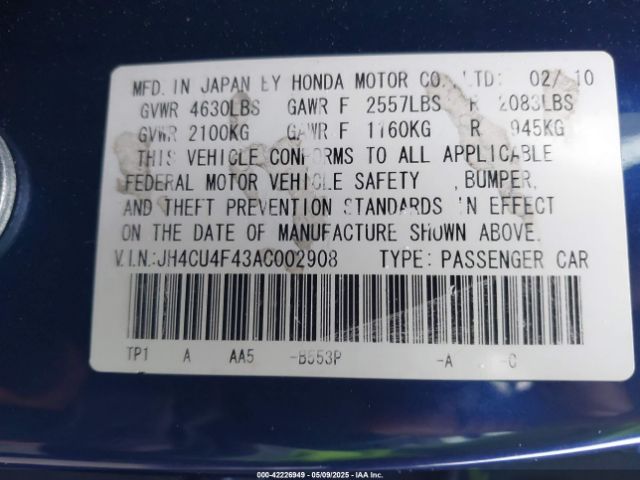 MFD. IN JAPAN BY HONDA MOTOR CO., LTD: 02/10
GVWR 4630LBS GAWR F 2557LBS R 2083LBS
GVWR 2100KG GAWR F 1160KG R 945KG
THIS VEHICLE CONFORMS TO ALL APPLICABLE
FEDERAL MOTOR VEHICLE SAFETY , BUMPER,
AND THEFT PREVENTION STANDARDS IN EFFECT
ON THE DATE OF MANUFACTURE SHOWN ABOVE.
V.I.N.:JH4CU4F43AC002908 TYPE: PASSENGER CAR
TP1 A AA5 -B553P -A -C
000-42226949 - 05/09/2025 - IAA Inc.